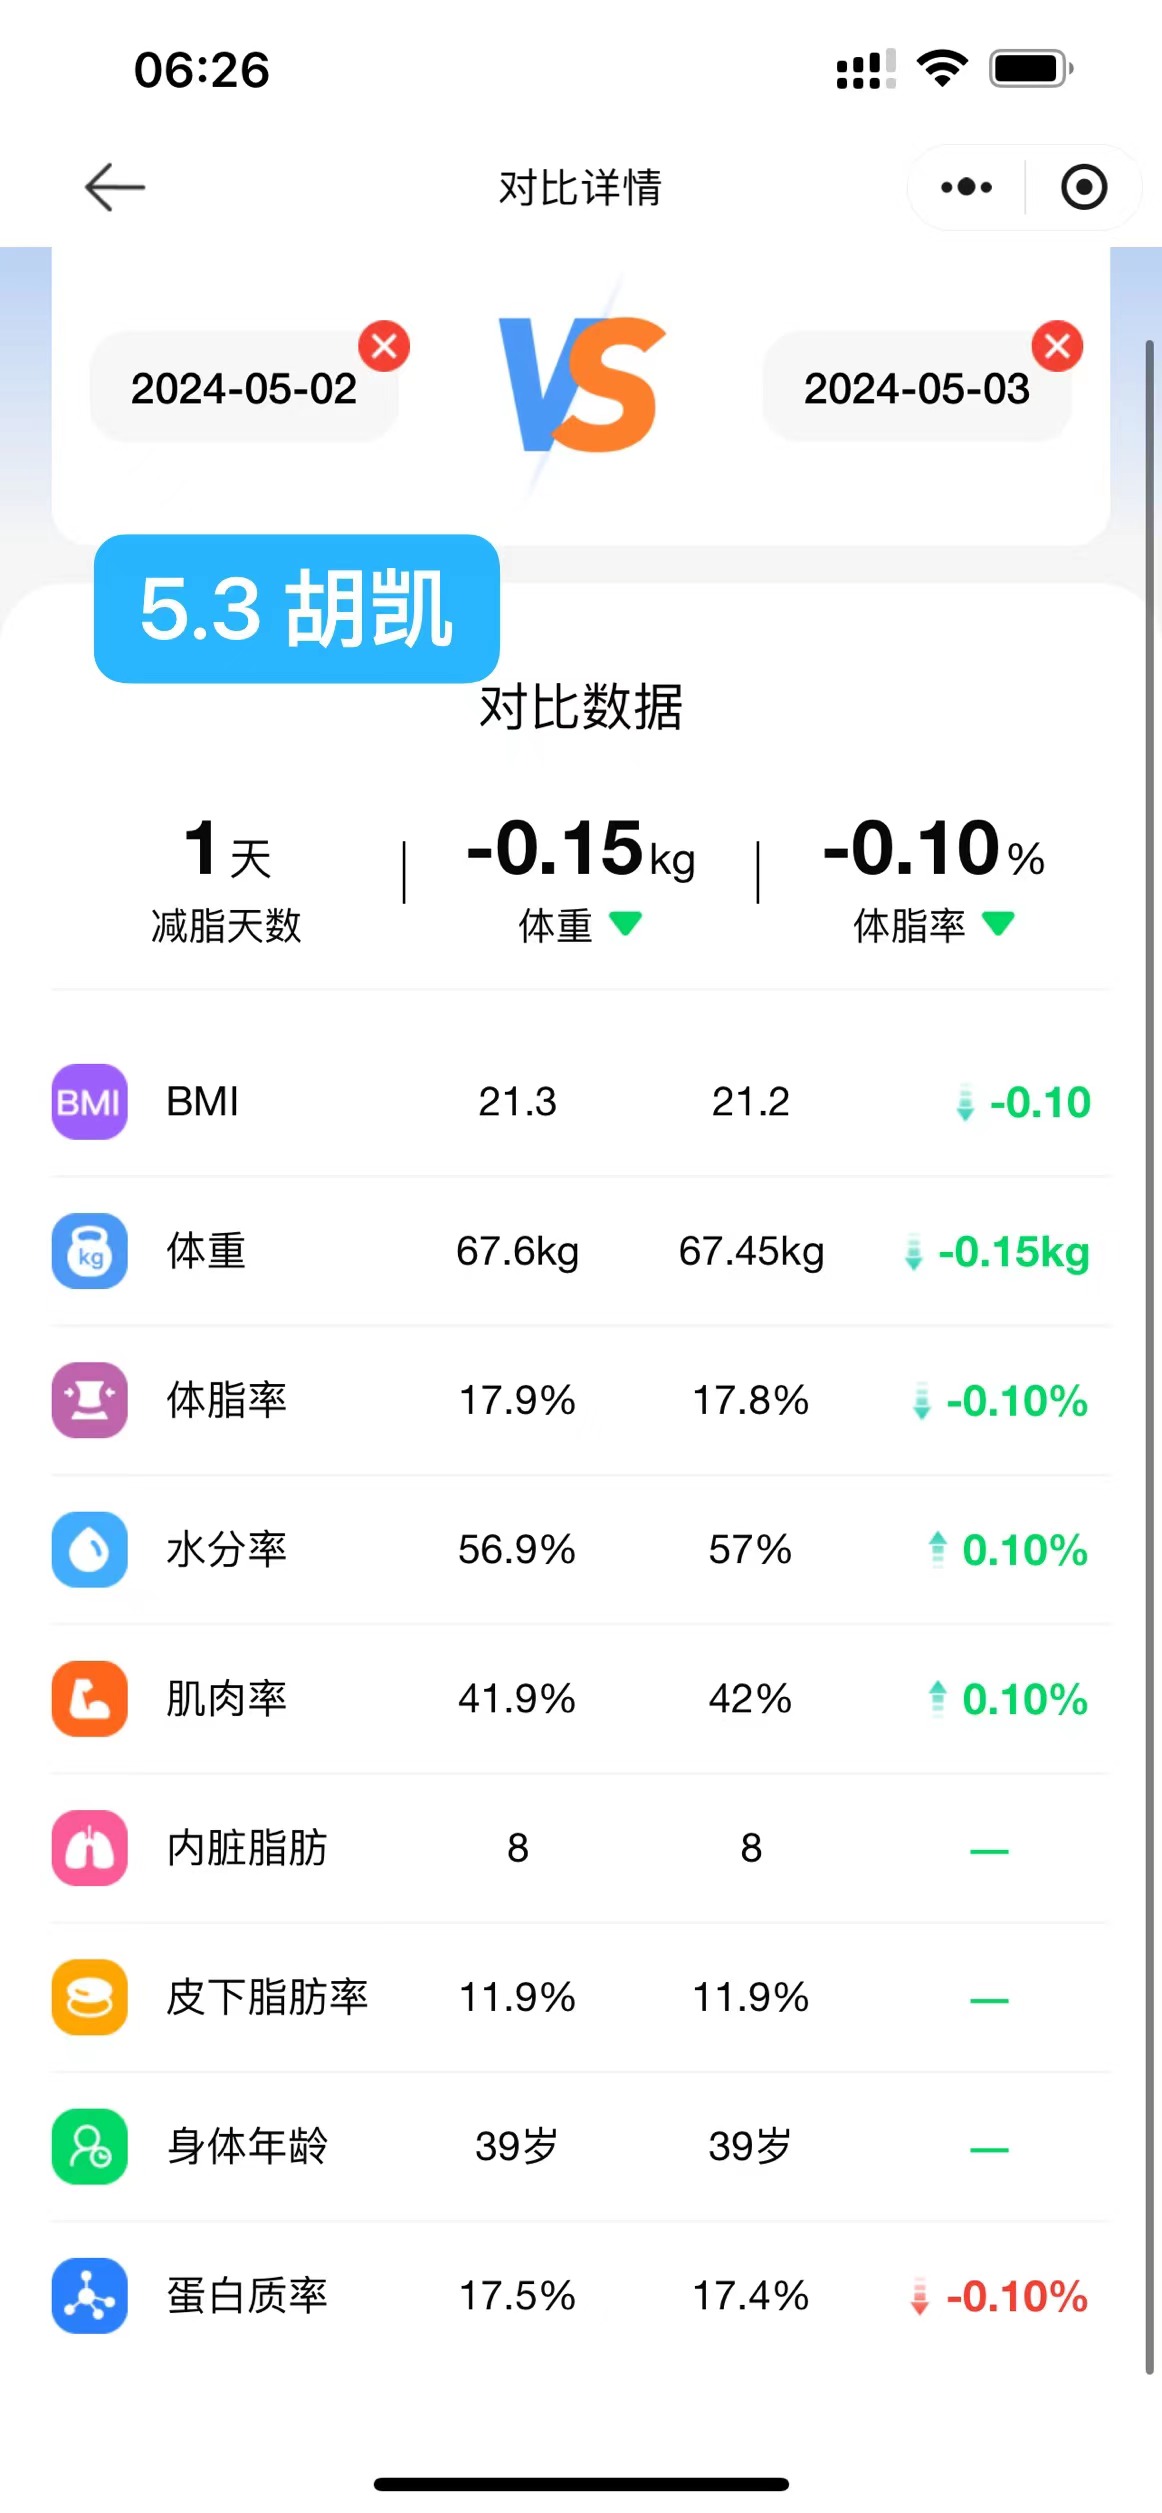 06:26
对比详情
2024-05-02 VS 2024-05-03
5.3 胡凯
对比数据
1天 -0.15kg -0.10%
减脂天数 体重 体脂率
BMI BMI 21.3 21.2 -0.10
kg 体重 67.6kg 67.45kg -0.15kg
体脂率 17.9% 17.8% -0.10%
水分率 56.9% 57% 0.10%
肌肉率 41.9% 42% 0.10%
内脏脂肪 8 8 —
皮下脂肪率 11.9% 11.9% —
身体年龄 39岁 39岁 —
蛋白质率 17.5% 17.4% -0.10%